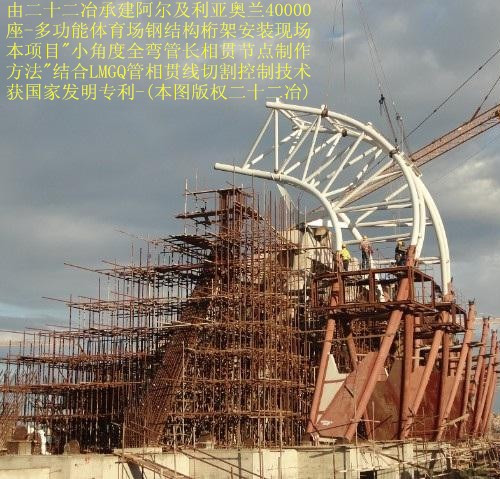 由二十二冶承建阿尔及利亚奥兰40000
座-多功能体育场钢结构桁架安装现场
本项目"小角度全弯管长相贯节点制作
方法"结合LMGQ管相贯线切割控制技术
获国家发明专利-(本图版权二十二冶)